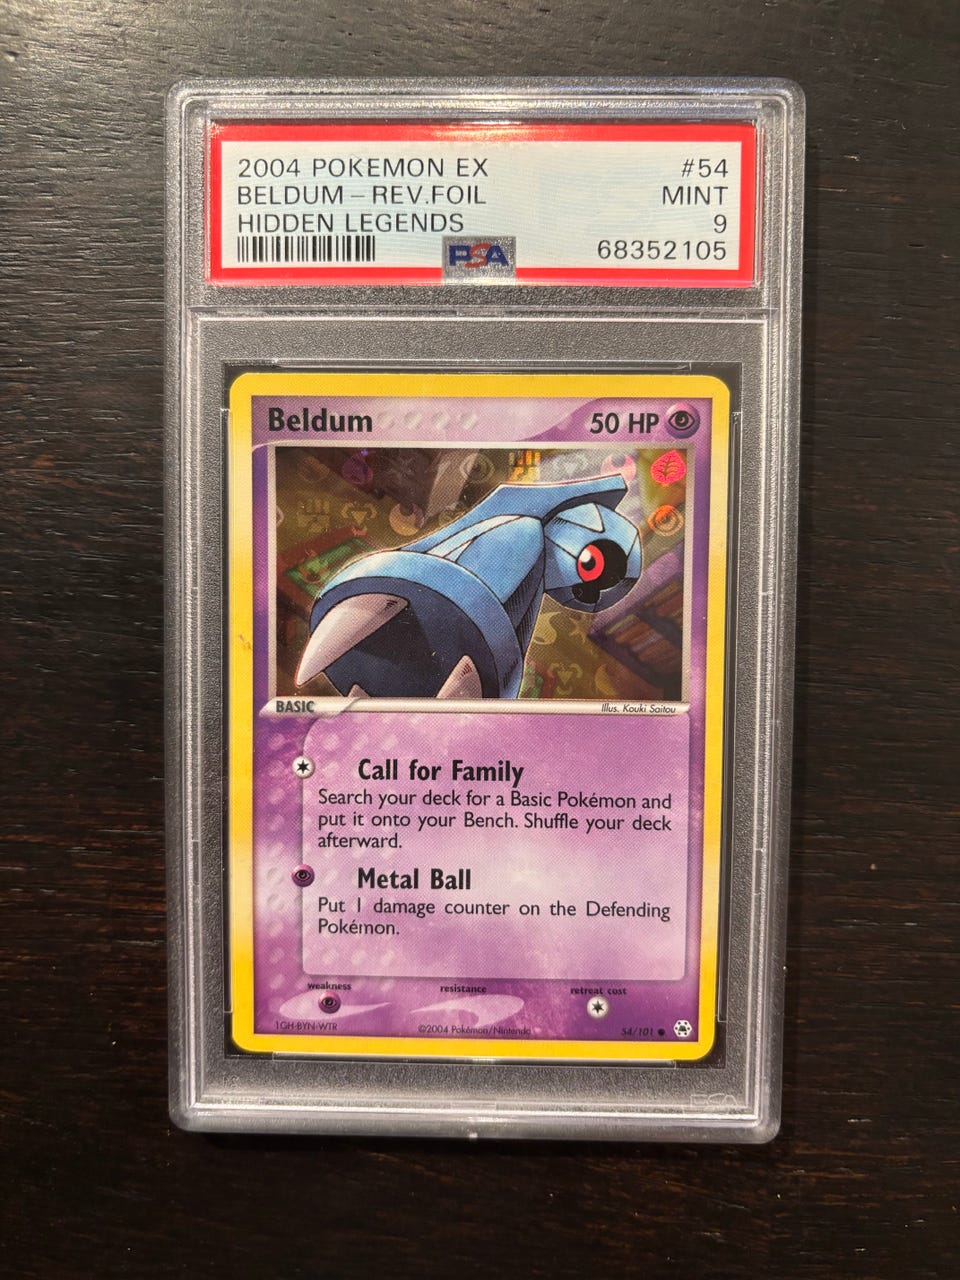 2004 POKEMON EX #54
BELDUM - REV.FOIL MINT
HIDDEN LEGENDS 9
PSA 68352105
Beldum 50 HP
BASIC Illus. Kouki Saitou
Call for Family
Search your deck for a Basic Pokémon and
put it onto your Bench. Shuffle your deck
afterward.
Metal Ball
Put 1 damage counter on the Defending
Pokémon.
weakness resistance retreat cost
1GH-BYN-WTR ©2004 Pokémon/Nintendo 54/101
PSA